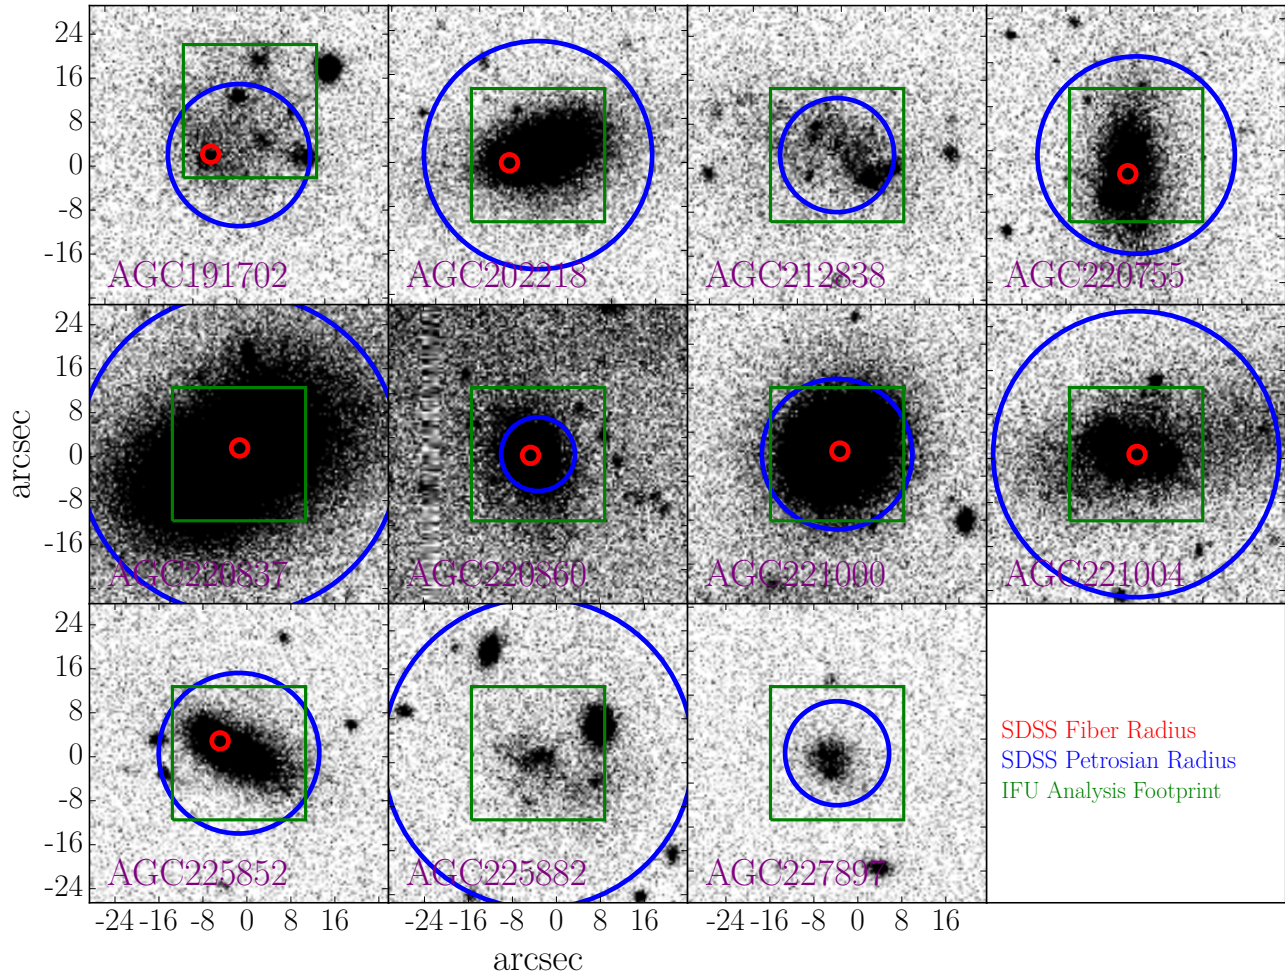 24
16
8
0
-8
-16
AGC191702
AGC202218
AGC212838
AGC220755
24
16
8
0
-8
-16
arcsec
AGC220837
AGC220860
AGC221000
AGC221004
24
16
8
0
-8
-16
-24
AGC225852
AGC225882
AGC227897
SDSS Fiber Radius
SDSS Petrosian Radius
IFU Analysis Footprint
-24 -16 -8 0 8 16
-24 -16 -8 0 8 16
-24 -16 -8 0 8 16
arcsec